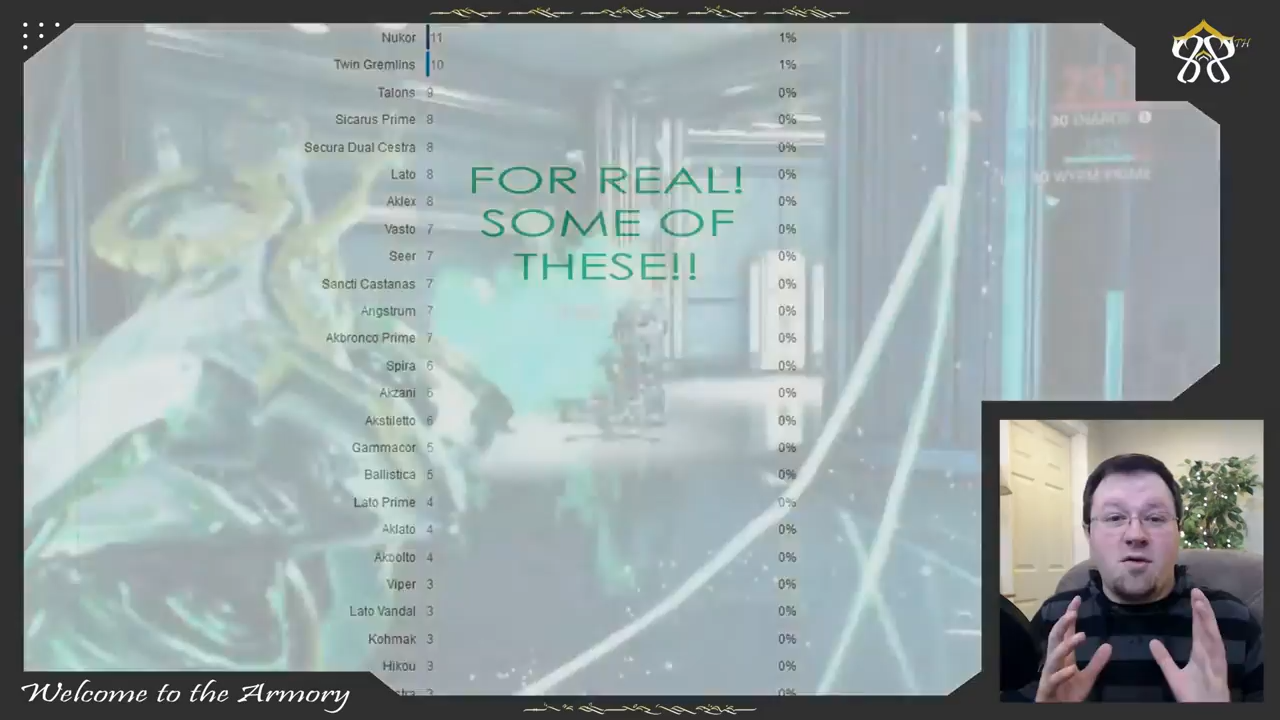 Nukor 11 1%
Twin Gremlins 10 1%
Talons 9 0%
Sicarus Prime 8 0%
Secura Dual Cestra 8 0%
Lato 8 0%
Aklex 8 0%
Vasto 7 0%
Seer 7 0%
Sancti Castanas 7 0%
Angstrum 7 0%
Akbronco Prime 7 0%
Spira 6 0%
Akzani 6 0%
Akstiletto 6 0%
Gammacor 5 0%
Ballistica 5 0%
Lato Prime 4 0%
Aklato 4 0%
Akbolto 4 0%
Viper 3 0%
Lato Vandal 3 0%
Kohmak 3 0%
Hikou 3 0%
FOR REAL!
SOME OF
THESE!!
TH
Welcome to the Armory